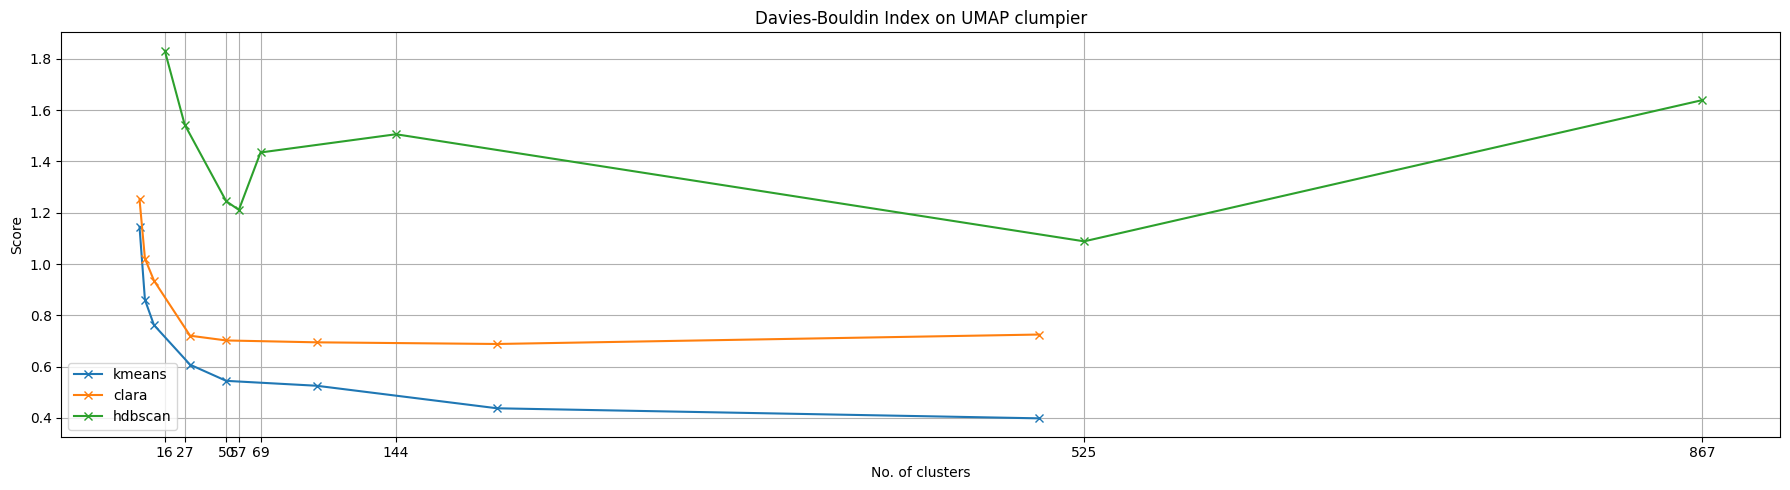 Davies-Bouldin Index on UMAP clumpier
Score
1.8
1.6
1.4
1.2
1.0
0.8
0.6
0.4
kmeans
clara
hdbscan
16 27 50 57 69 144 525 867
No. of clusters